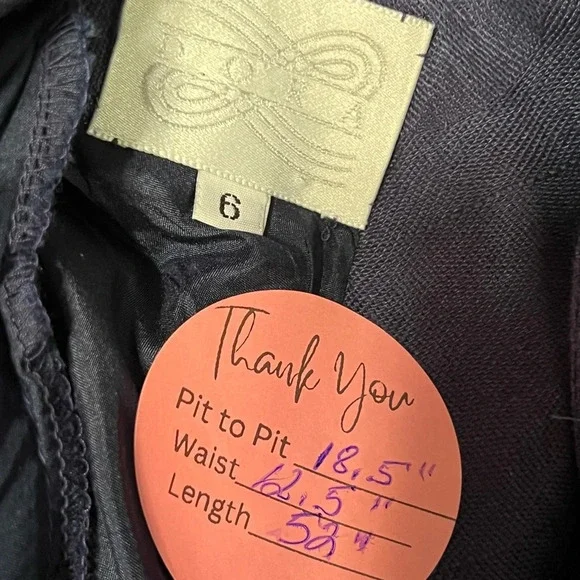 6
Thank You
Pit to Pit 18.5"
Waist
Length 52"